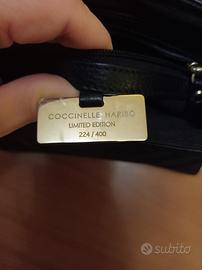 COCCINELLE HARIBO
LIMITED EDITION
224 / 400
subito